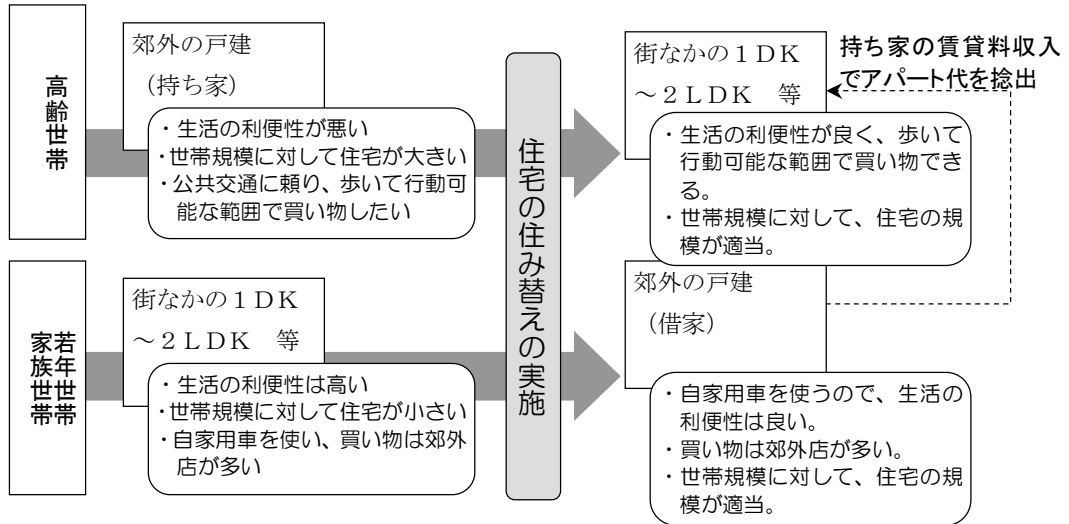 高齢世帯
郊外の戸建
(持ち家)
・生活の利便性が悪い
・世帯規模に対して住宅が大きい
・公共交通に頼り、歩いて行動可
能な範囲で買い物したい
住宅の住み替えの実施
街なかの1DK
～2LDK 等
・生活の利便性が良く、歩いて
行動可能な範囲で買い物でき
る。
・世帯規模に対して、住宅の規
模が適当。
持ち家の賃貸料収入
でアパート代を捻出
若年世帯
家族世帯
街なかの1DK
～2LDK 等
・生活の利便性は高い
・世帯規模に対して住宅が小さい
・自家用車を使い、買い物は郊外
店が多い
郊外の戸建
(借家)
・自家用車を使うので、生活の
利便性は良い。
・買い物は郊外店が多い。
・世帯規模に対して、住宅の規
模が適当。